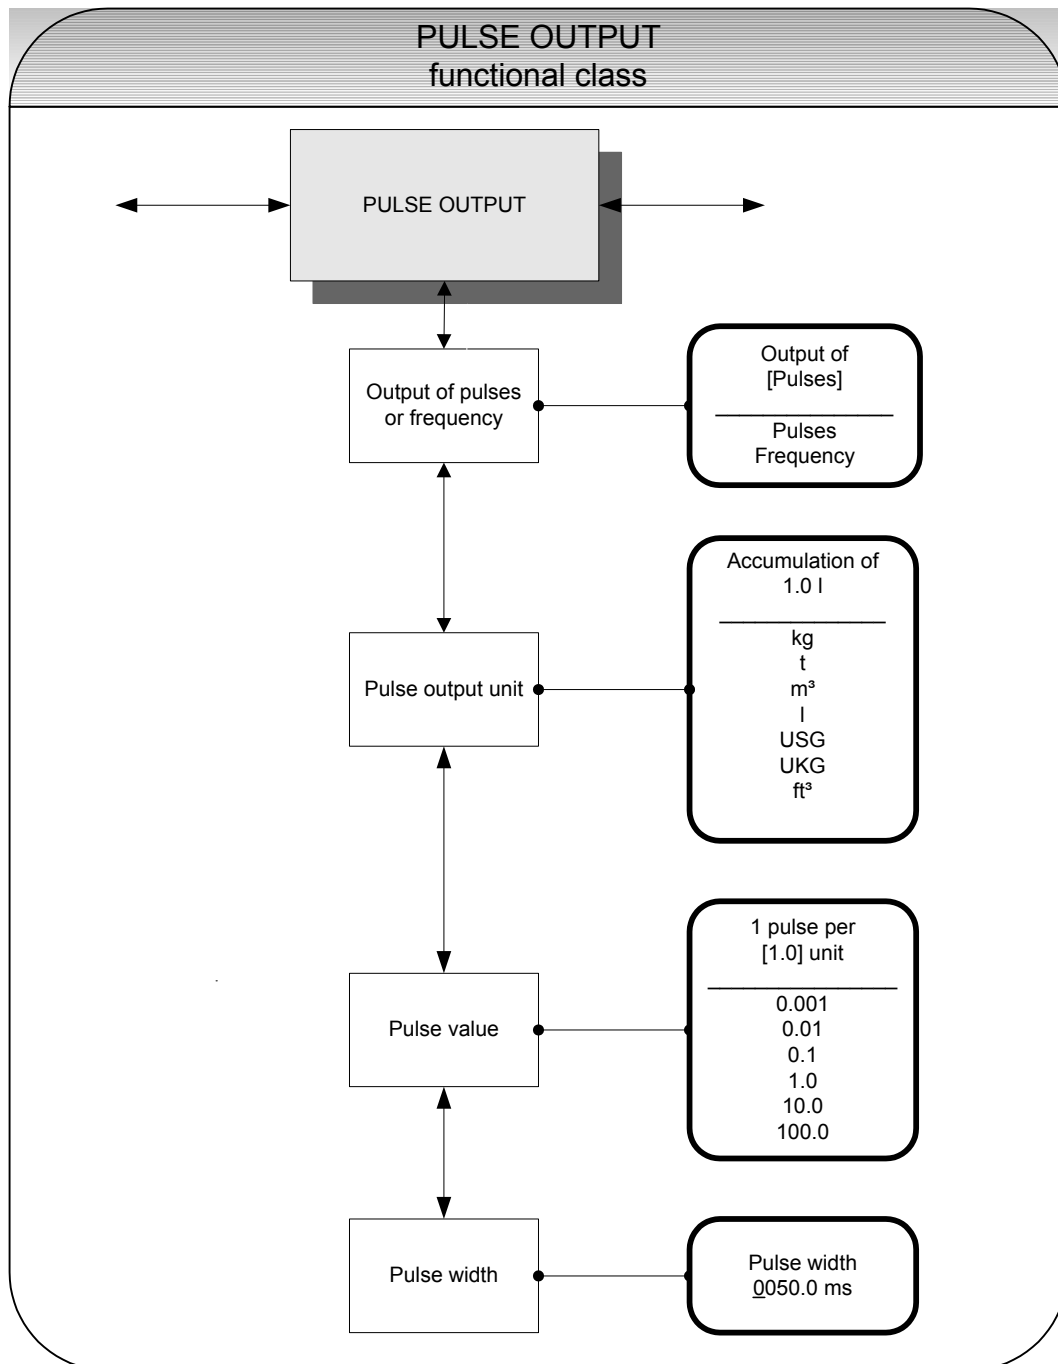 PULSE OUTPUT
functional class
PULSE OUTPUT
Output of pulses
or frequency
Output of
[Pulses]
Pulses
Frequency
Pulse output unit
Accumulation of
1.0 l
kg
t
m³
l
USG
UKG
ft³
Pulse value
1 pulse per
[1.0] unit
0.001
0.01
0.1
1.0
10.0
100.0
Pulse width
Pulse width
0050.0 ms